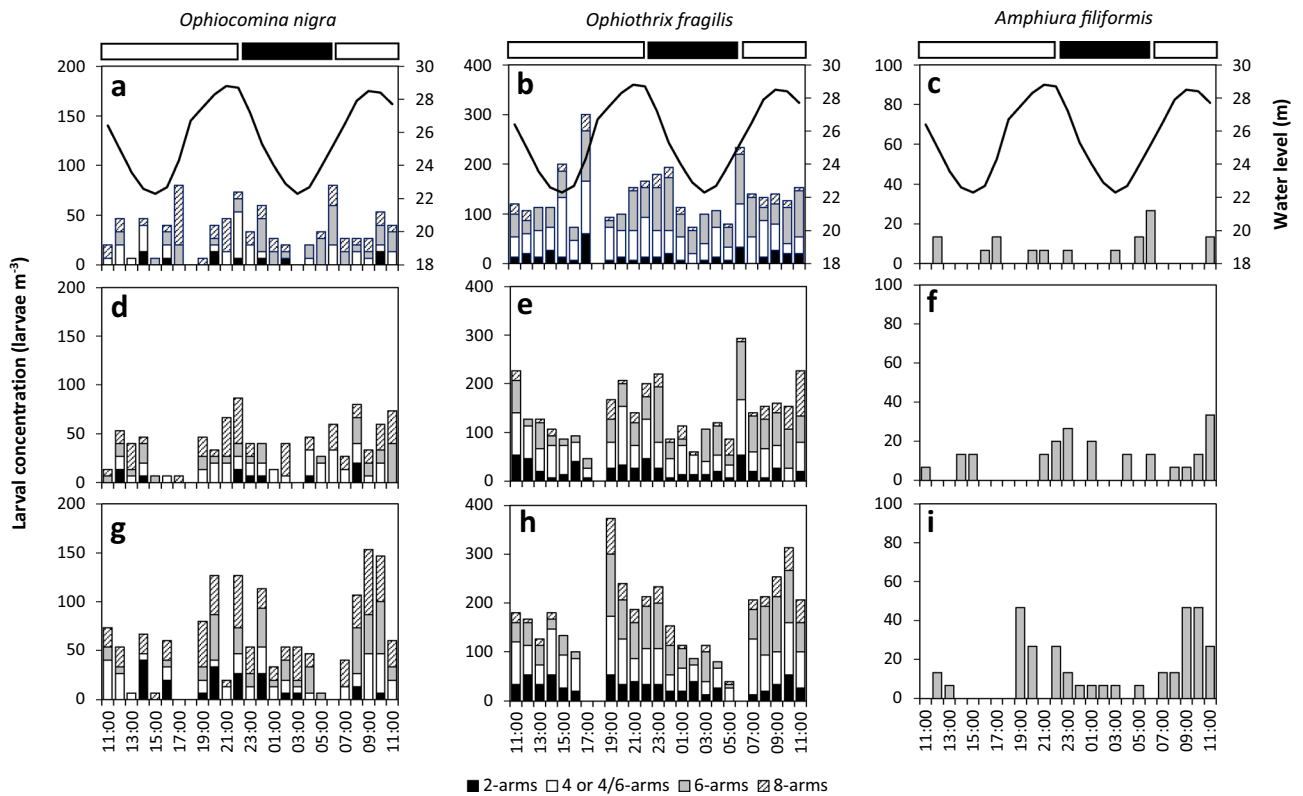 Ophiocomina nigra Ophiothrix fragilis Amphiura filiformis
200 30 400 30 100 30
a b c
28 28 28
150 300 80
26 26 26
60
100 24 200 24 24
40
22 22 22
50 100
20 20 20 20
0 18 0 18 0 18
Water level (m)
200 400 100
d e f
150 300 80
60
100 200
40
50 100
20
0 0 0
Larval concentration (larvae m⁻³)
200 400 100
g h i
150 300 80
60
100 200
40
50 100
20
0 0 0
11:00 13:00 15:00 17:00 19:00 21:00 23:00 01:00 03:00 05:00 07:00 09:00 11:00
11:00 13:00 15:00 17:00 19:00 21:00 23:00 01:00 03:00 05:00 07:00 09:00 11:00
11:00 13:00 15:00 17:00 19:00 21:00 23:00 01:00 03:00 05:00 07:00 09:00 11:00
2-arms 4 or 4/6-arms 6-arms 8-arms